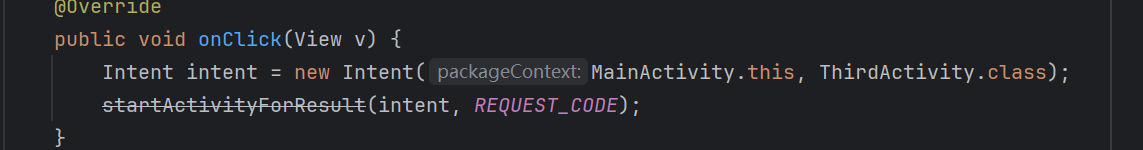 @Override
public void onClick(View v) {
Intent intent = new Intent( packageContext: MainActivity.this, ThirdActivity.class);
startActivityForResult(intent, REQUEST_CODE);
}